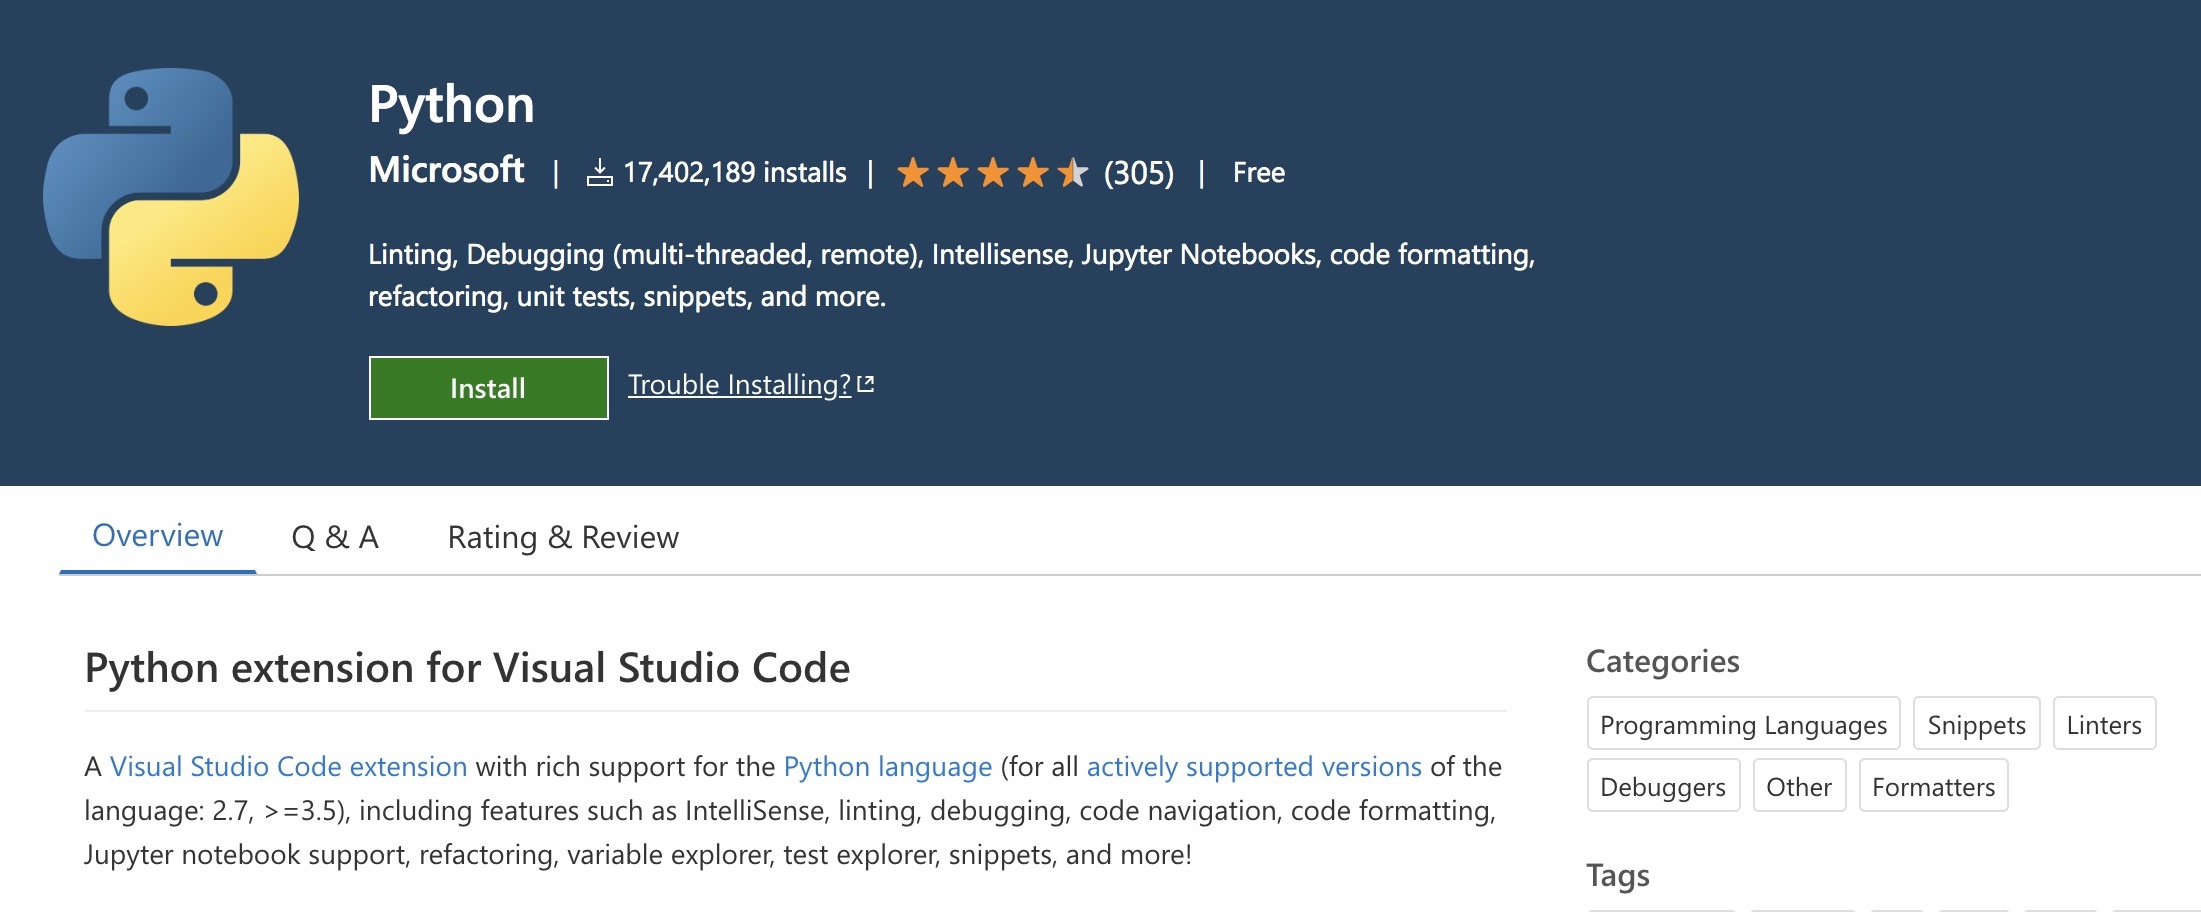 Python
Microsoft | 17,402,189 installs | (305) | Free
Linting, Debugging (multi-threaded, remote), Intellisense, Jupyter Notebooks, code formatting,
refactoring, unit tests, snippets, and more.
Install Trouble Installing?
Overview Q & A Rating & Review
Python extension for Visual Studio Code
A Visual Studio Code extension with rich support for the Python language (for all actively supported versions of the
language: 2.7, >=3.5), including features such as IntelliSense, linting, debugging, code navigation, code formatting,
Jupyter notebook support, refactoring, variable explorer, test explorer, snippets, and more!
Categories
Programming Languages Snippets Linters
Debuggers Other Formatters
Tags